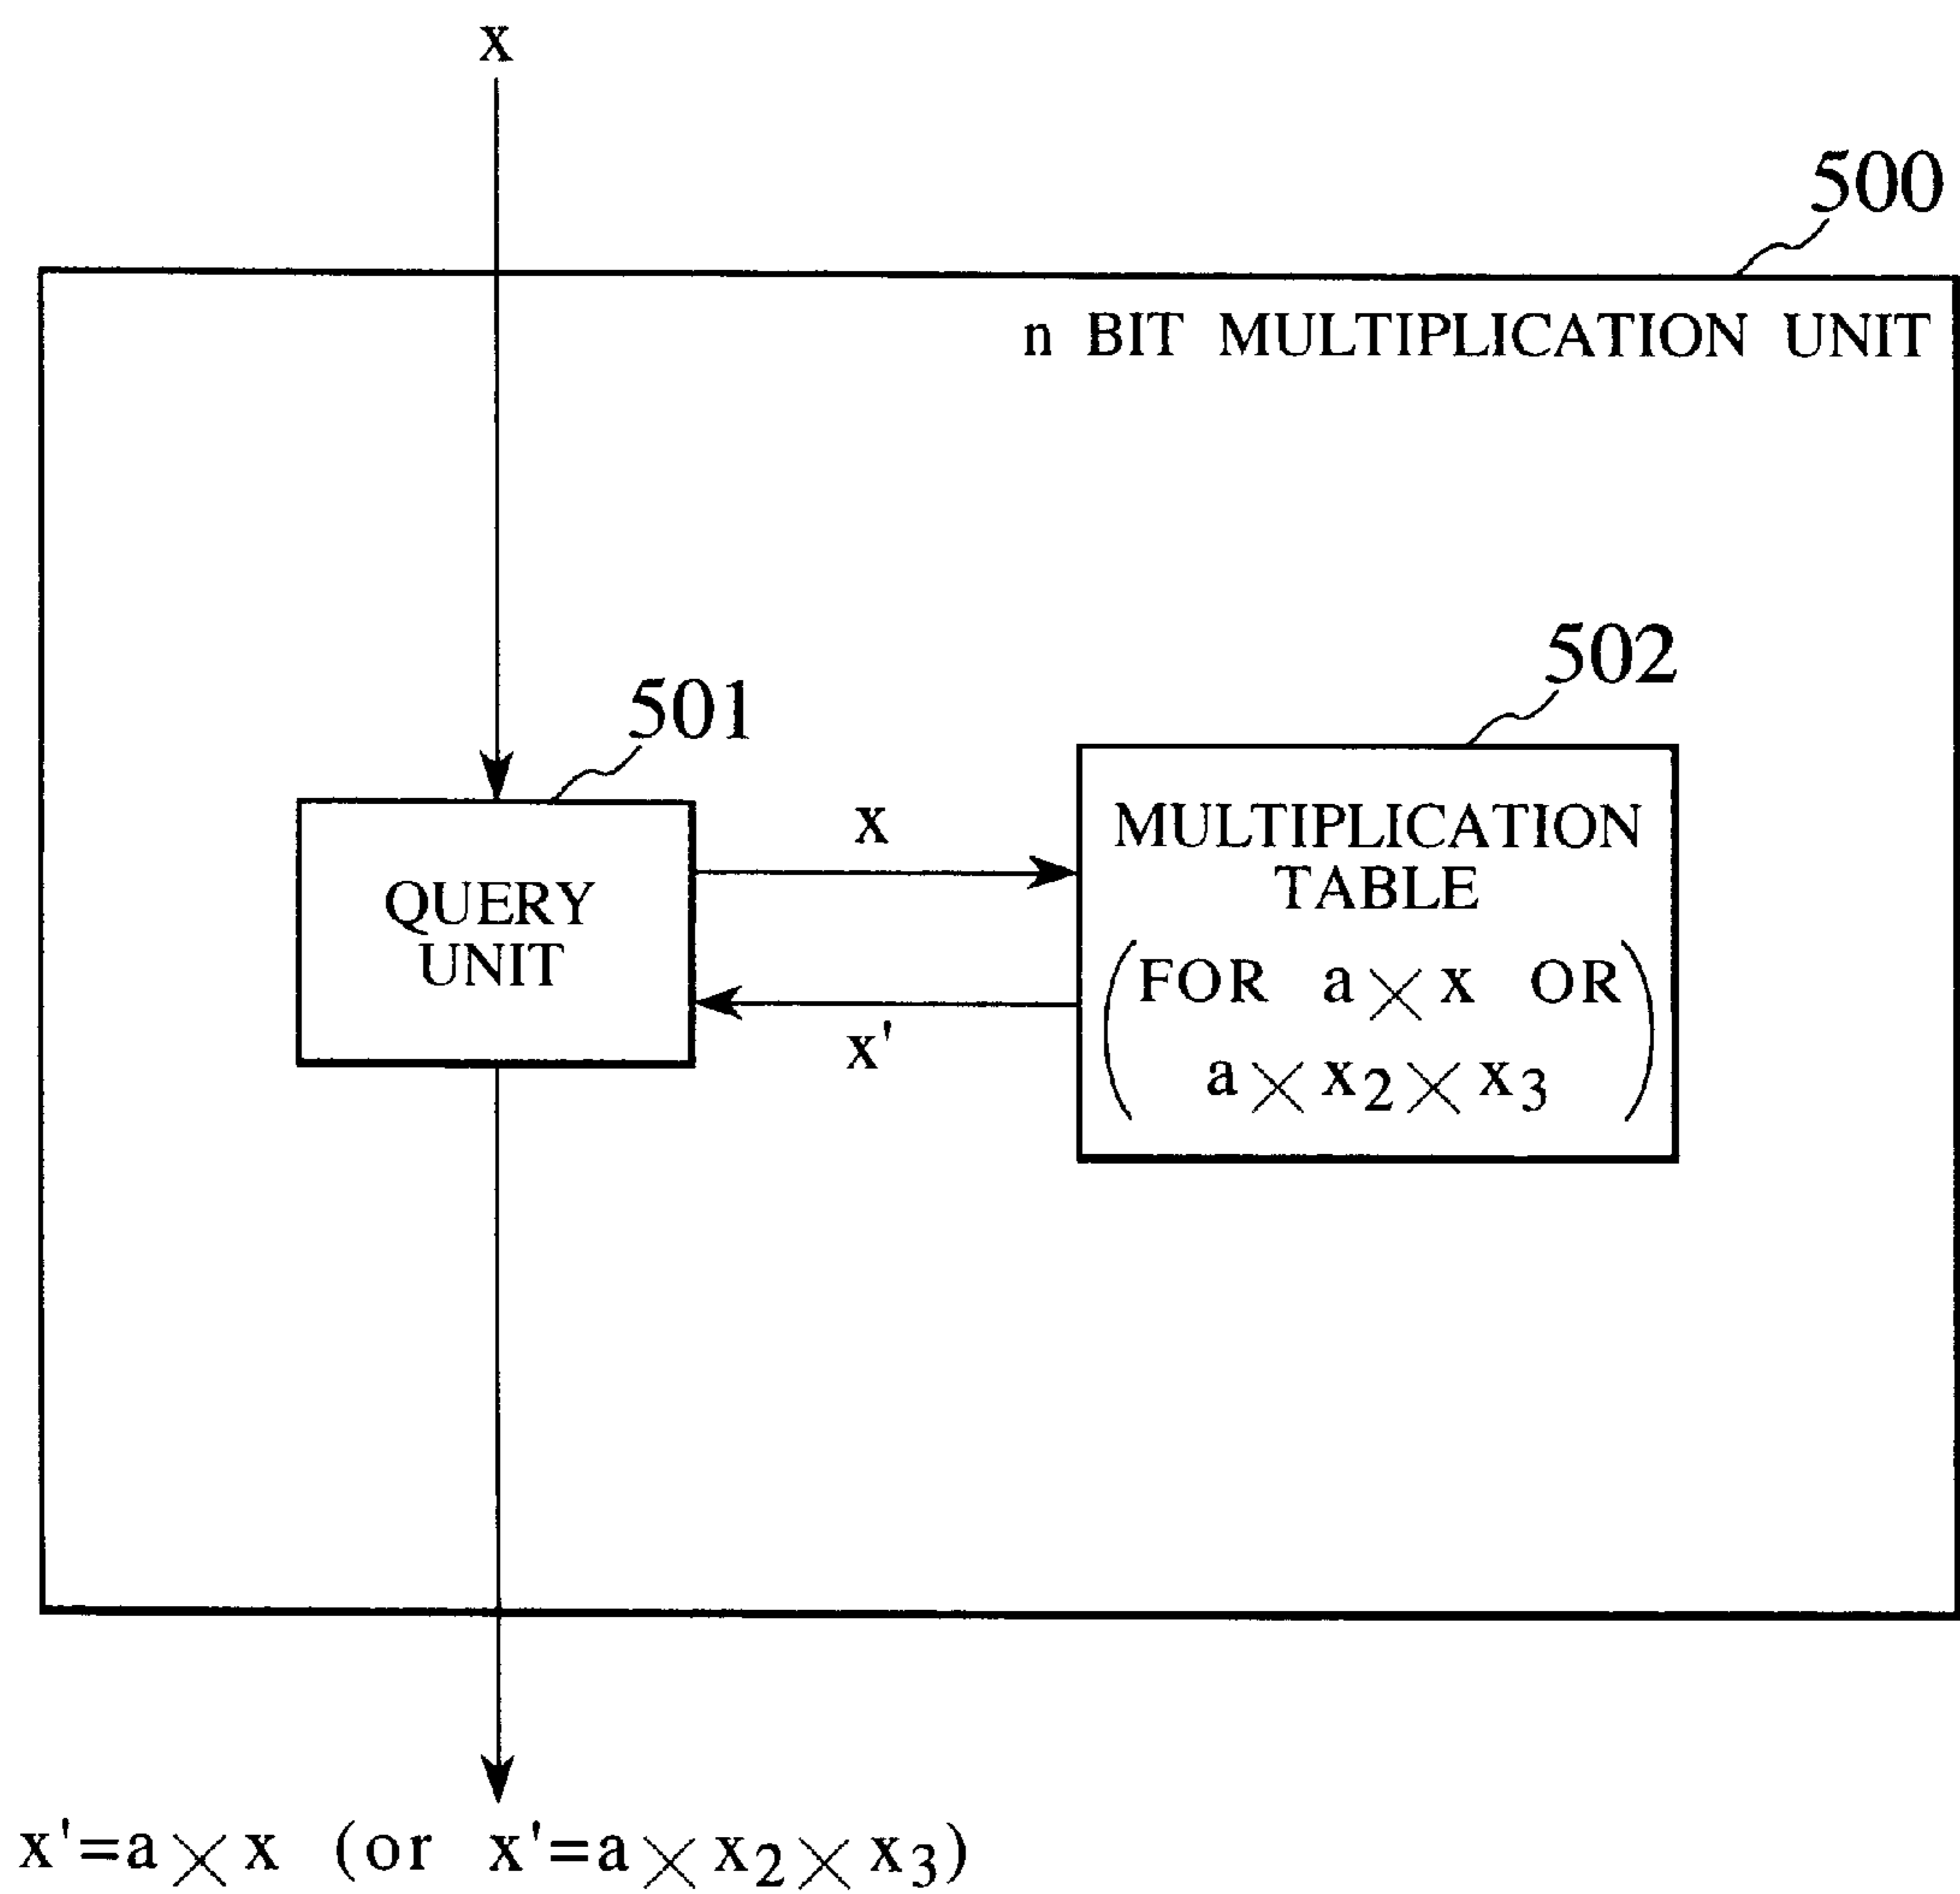 x
500
n BIT MULTIPLICATION UNIT
502
501
x
MULTIPLICATION
TABLE
(FOR a×x OR
a×x₂×x₃)
QUERY
UNIT
x'
x'=a×x (or x'=a×x₂×x₃)